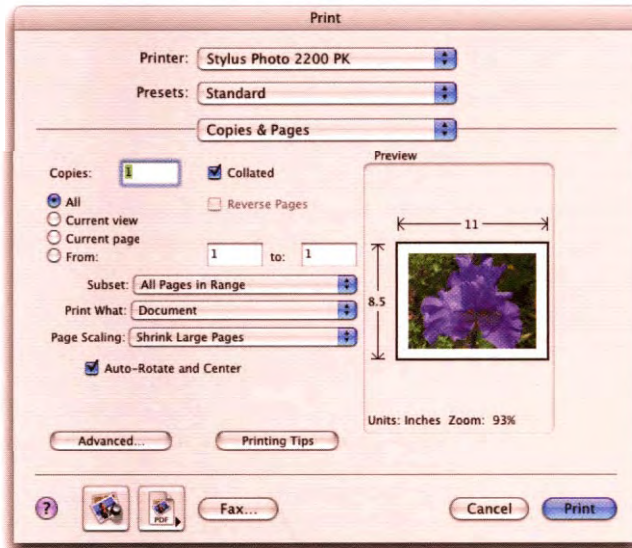 Print
Printer: Stylus Photo 2200 PK
Presets: Standard
Copies & Pages
Copies: 1 Collated
All Reverse Pages
Current view
Current page
From: 1 to: 1
Subset: All Pages in Range
Print What: Document
Page Scaling: Shrink Large Pages
Auto-Rotate and Center
Preview
11
8.5
Units: Inches Zoom: 93%
Advanced... Printing Tips
? PDF Fax... Cancel Print